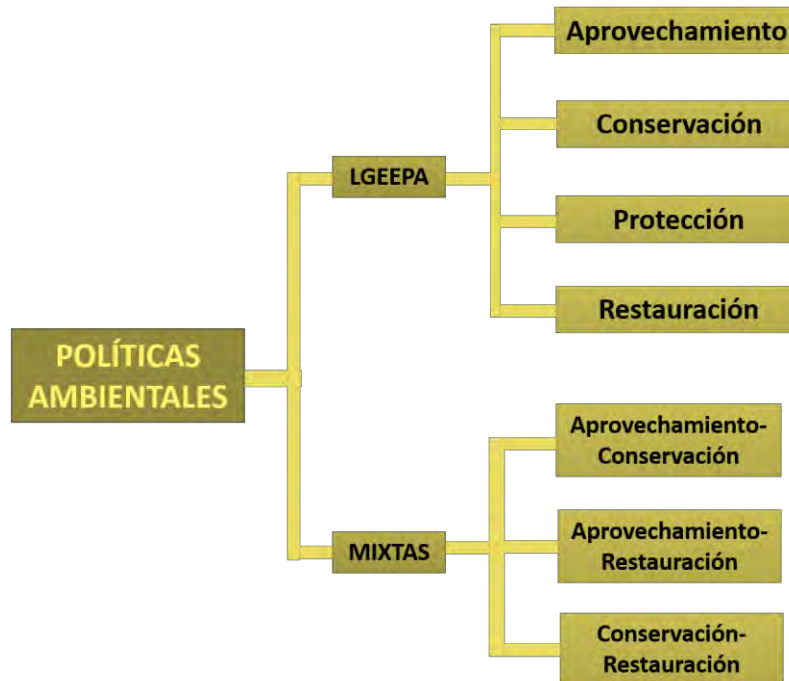 Aprovechamiento
Conservación
LGEEPA
Protección
Restauración
POLÍTICAS
AMBIENTALES
Aprovechamiento-
Conservación
MIXTAS
Aprovechamiento-
Restauración
Conservación-
Restauración